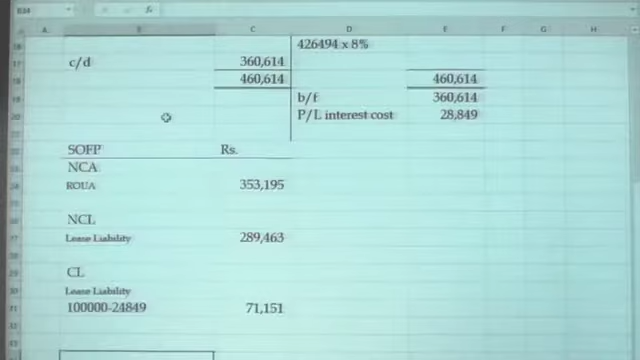 A B C D E F G H
426494 x 8%
c/d 360,614
460,614 460,614
b/f 360,614
P/L interest cost 28,849
SOFP Rs.
NCA
ROUA 353,195
NCL
Lease Liability 289,463
CL
Lease Liability
100000-24849 71,151